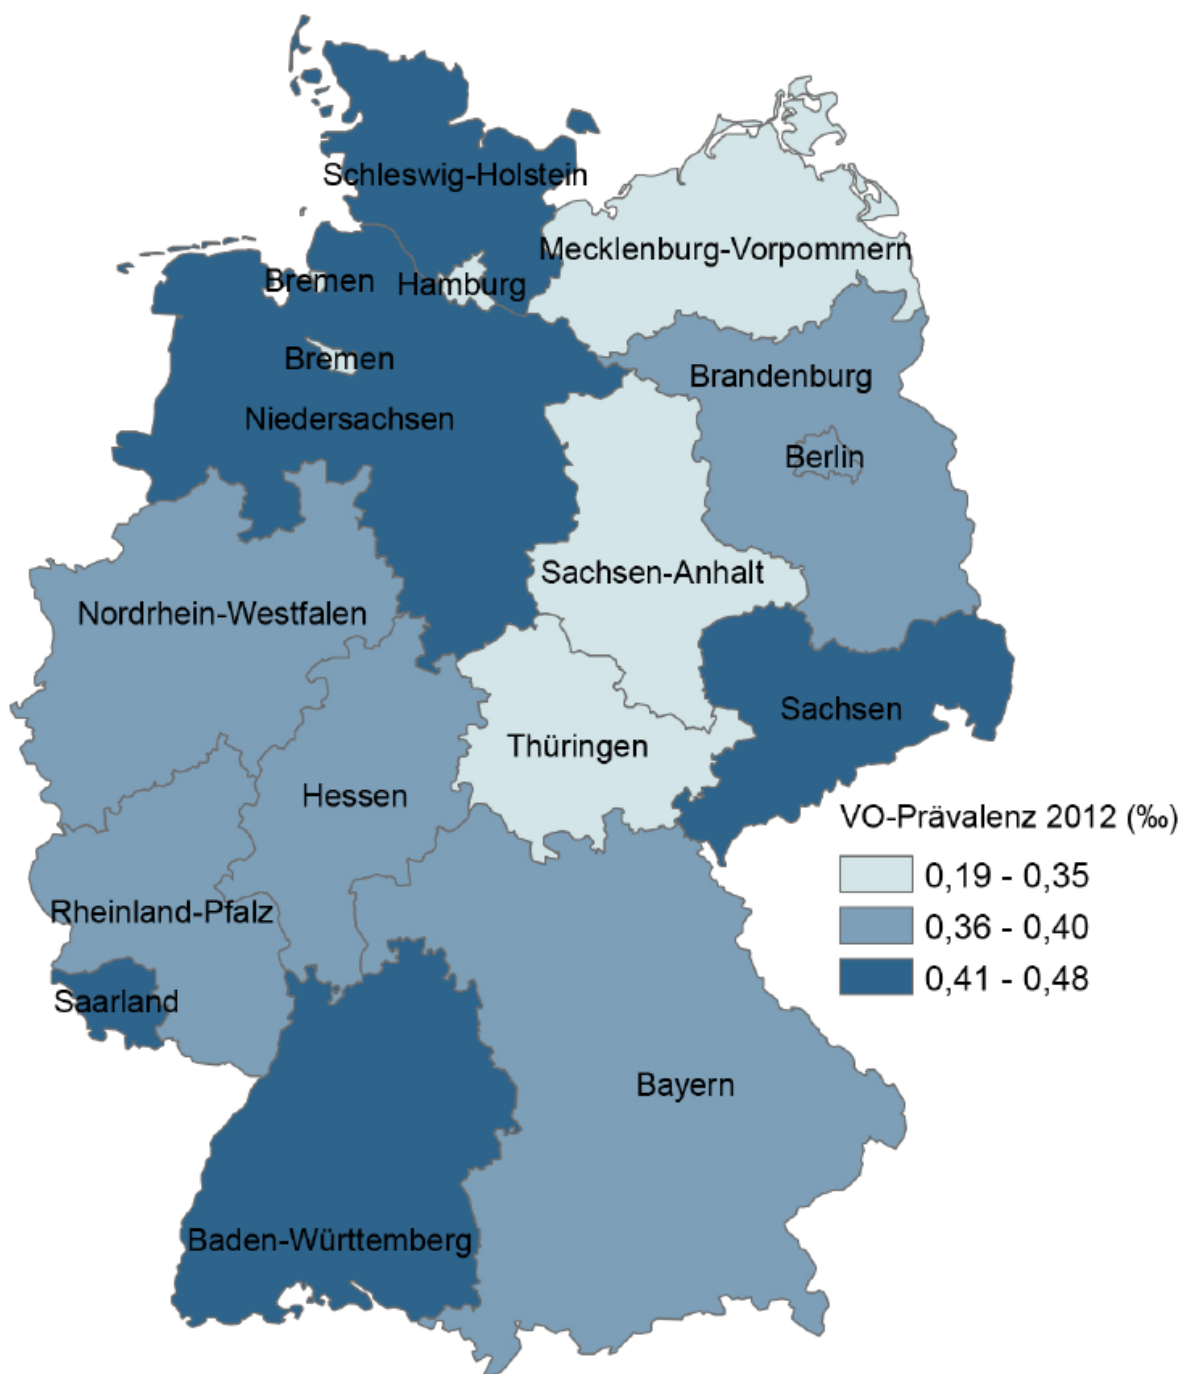 Schleswig-Holstein
Mecklenburg-Vorpommern
Bremen
Hamburg
Bremen
Brandenburg
Niedersachsen
Berlin
Sachsen-Anhalt
Nordrhein-Westfalen
Sachsen
Thüringen
Hessen
VO-Prävalenz 2012 (‰)
0,19 - 0,35
Rheinland-Pfalz
0,36 - 0,40
0,41 - 0,48
Saarland
Bayern
Baden-Württemberg